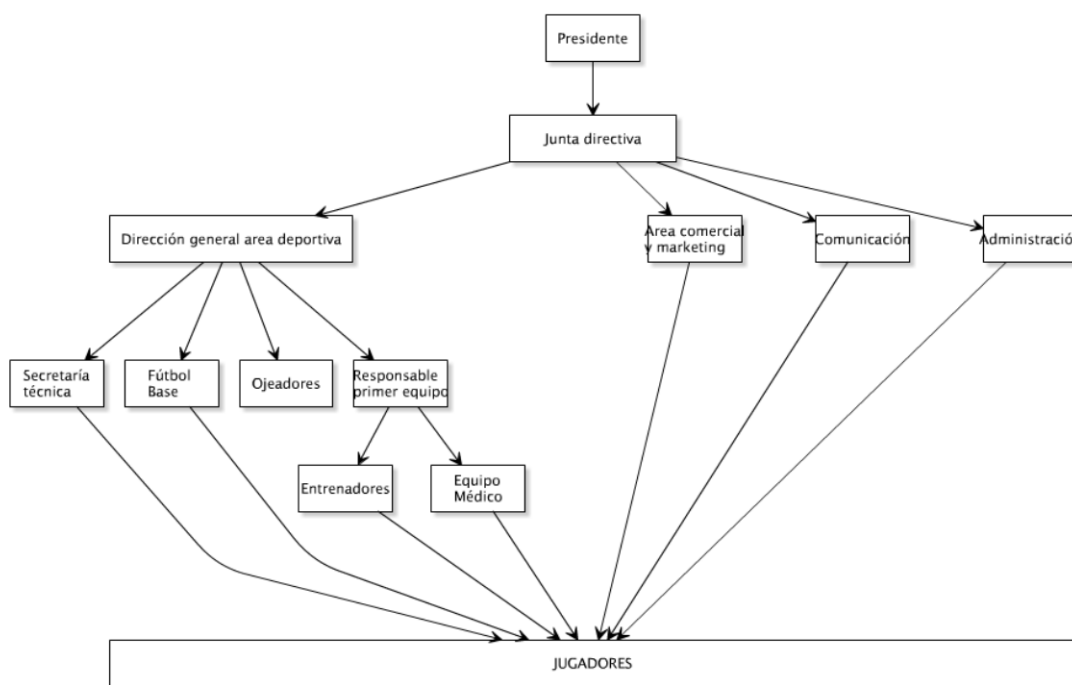 Presidente
Junta directiva
Dirección general area deportiva
Area comercial
y marketing
Comunicación
Administració
Secretaría
técnica
Fútbol
Base
Ojeadores
Responsable
primer equipo
Entrenadores
Equipo
Médico
JUGADORES